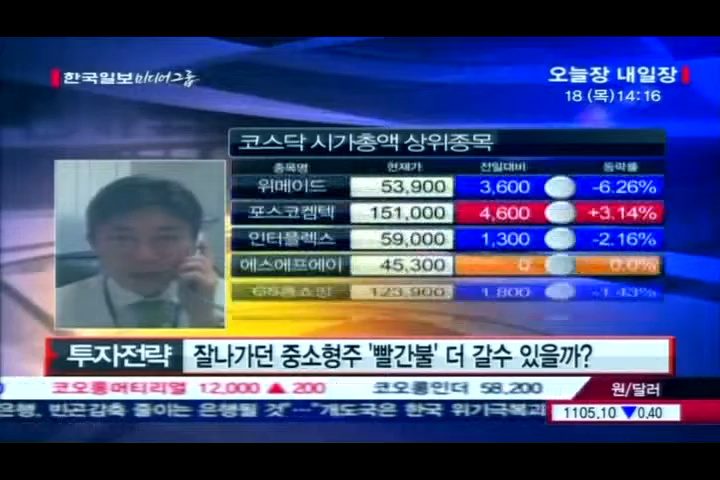 한국일보 미디어그룹
오늘장 내일장
18 (목) 14:16
코스닥 시가총액 상위종목
종목명 현재가 전일대비 등락률
위메이드 53,900 3,600 -6.26%
포스코켐텍 151,000 4,600 +3.14%
인터플렉스 59,000 1,300 -2.16%
에스에프에이 45,300 0 0.0%
GS홈쇼핑 123,900 1,800 -1.43%
투자전략 잘나가던 중소형주 '빨간불' 더 갈수 있을까?
코오롱머티리얼 12,000 ▲ 200 코오롱인더 58,200
원/달러
은행, 빈곤감축 줄이는 은행될 것"…"개도국은 한국 위기극복과
1105.10 ▼0.40